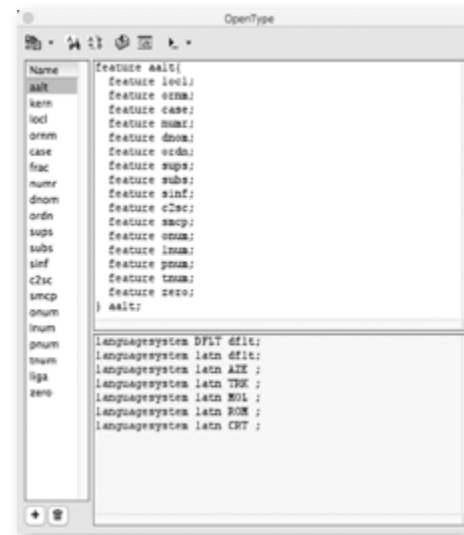 OpenType
Name
aalt
kern
locl
ornm
case
frac
numr
dnom
ordn
sups
subs
sinf
c2sc
smcp
onum
lnum
pnum
tnum
liga
zero
feature aalt{
feature locl;
feature ornm;
feature case;
feature numr;
feature dnom;
feature ordn;
feature sups;
feature subs;
feature sinf;
feature c2sc;
feature smcp;
feature onum;
feature lnum;
feature pnum;
feature tnum;
feature zero;
} aalt;
languagesystem DFLT dflt;
languagesystem latn dflt;
languagesystem latn AZE ;
languagesystem latn TRK ;
languagesystem latn MOL ;
languagesystem latn ROM ;
languagesystem latn CRT ;